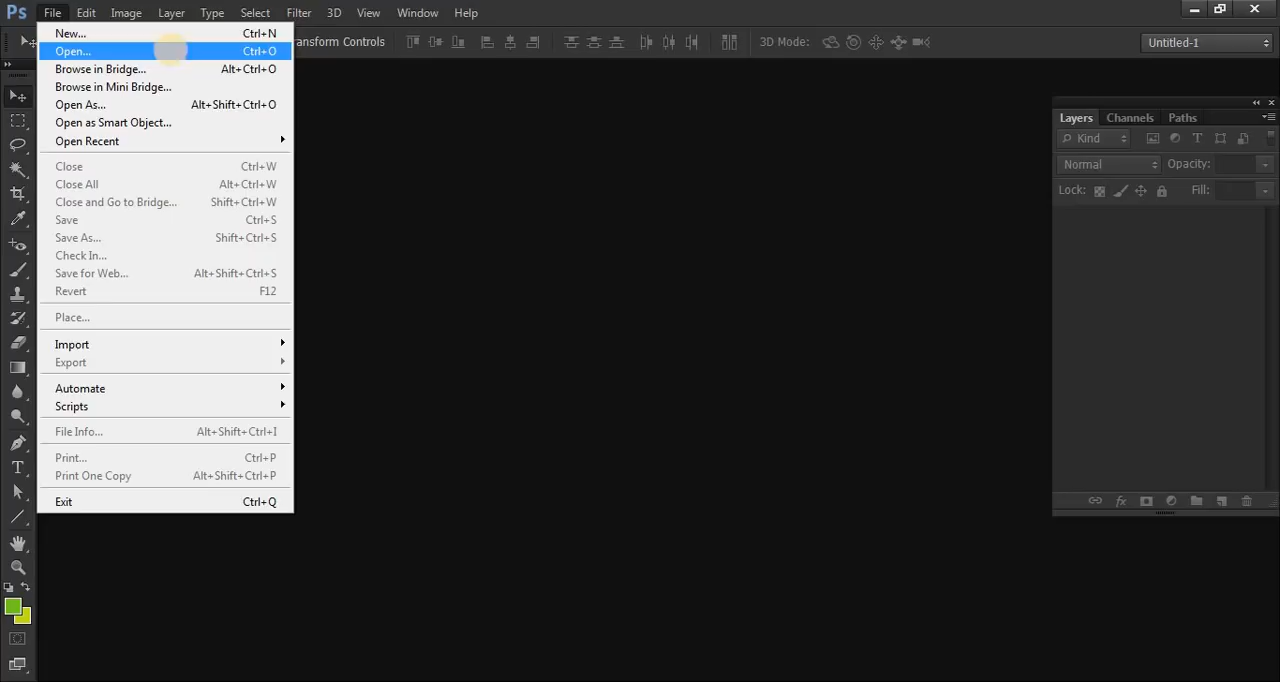 Ps File Edit Image Layer Type Select Filter 3D View Window Help
ransform Controls 3D Mode: Untitled-1
New... Ctrl+N
Open... Ctrl+O
Browse in Bridge... Alt+Ctrl+O
Browse in Mini Bridge...
Open As... Alt+Shift+Ctrl+O
Open as Smart Object...
Open Recent
Close Ctrl+W
Close All Alt+Ctrl+W
Close and Go to Bridge... Shift+Ctrl+W
Save Ctrl+S
Save As... Shift+Ctrl+S
Check In...
Save for Web... Alt+Shift+Ctrl+S
Revert F12
Place...
Import
Export
Automate
Scripts
File Info... Alt+Shift+Ctrl+I
Print... Ctrl+P
Print One Copy Alt+Shift+Ctrl+P
Exit Ctrl+Q
Layers Channels Paths
Kind
Normal Opacity:
Lock: Fill: